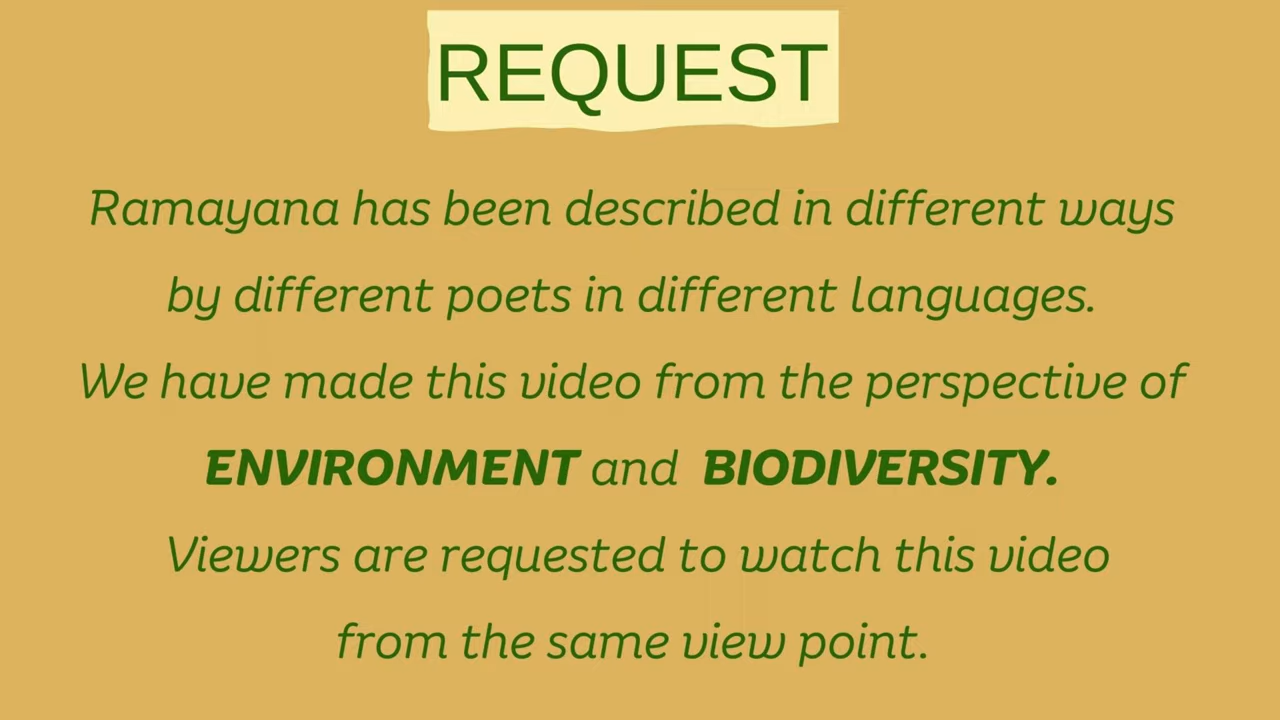 REQUEST
Ramayana has been described in different ways
by different poets in different languages.
We have made this video from the perspective of
ENVIRONMENT and BIODIVERSITY.
Viewers are requested to watch this video
from the same view point.